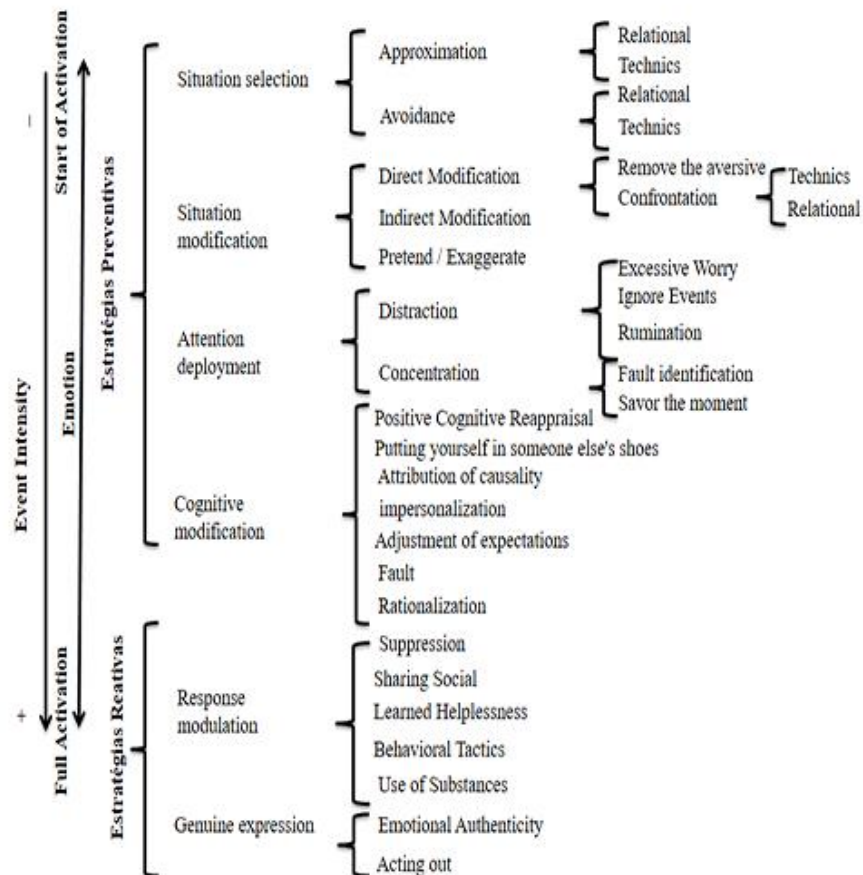 Event Intensity
−
+
Start of Activation
Emotion
Full Activation
Estratégias Preventivas
Situation selection
Approximation
Relational
Technics
Avoidance
Relational
Technics
Situation
modification
Direct Modification
Remove the aversive
Confrontation
Technics
Relational
Indirect Modification
Pretend / Exaggerate
Attention
deployment
Distraction
Excessive Worry
Ignore Events
Rumination
Concentration
Fault identification
Savor the moment
Cognitive
modification
Positive Cognitive Reappraisal
Putting yourself in someone else's shoes
Attribution of causality
impersonalization
Adjustment of expectations
Fault
Rationalization
Estratégias Reativas
Response
modulation
Suppression
Sharing Social
Learned Helplessness
Behavioral Tactics
Use of Substances
Genuine expression
Emotional Authenticity
Acting out